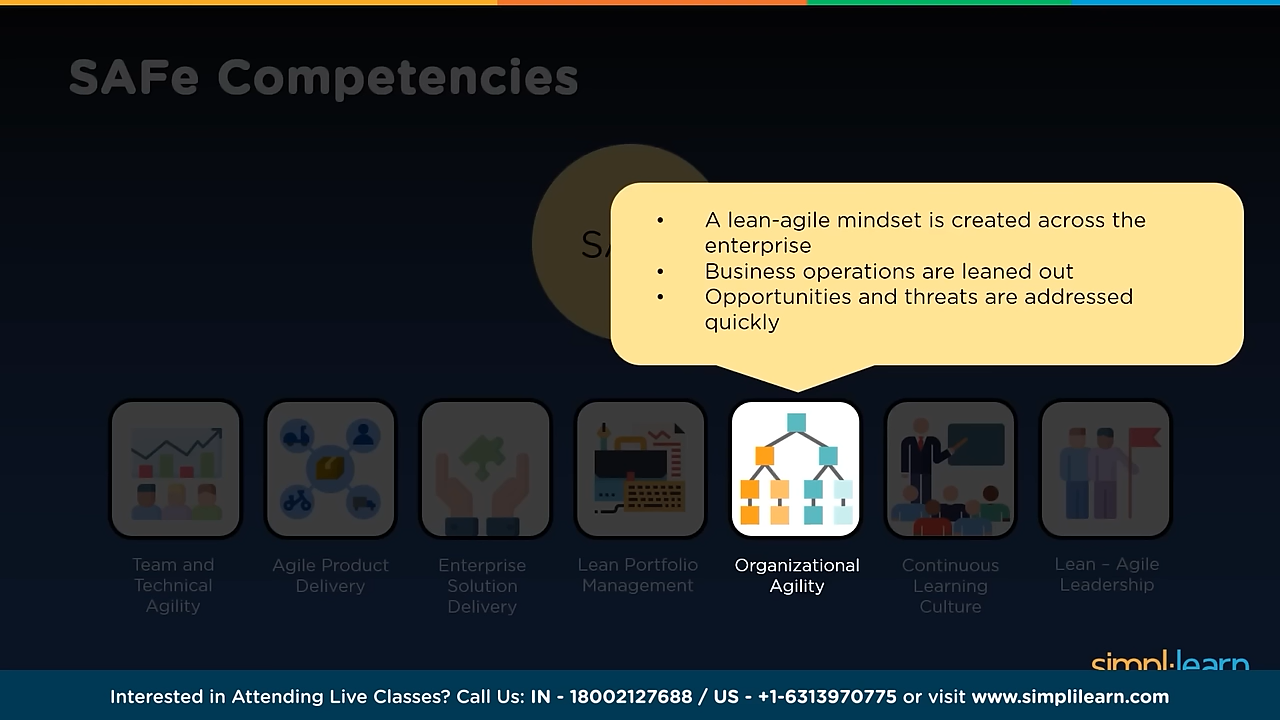 SAFe Competencies
SA
• A lean-agile mindset is created across the
enterprise
• Business operations are leaned out
• Opportunities and threats are addressed
quickly
Team and
Technical
Agility
Agile Product
Delivery
Enterprise
Solution
Delivery
Lean Portfolio
Management
Organizational
Agility
Continuous
Learning
Culture
Lean – Agile
Leadership
simplilearn
Interested in Attending Live Classes? Call Us: IN - 18002127688 / US - +1-6313970775 or visit www.simplilearn.com